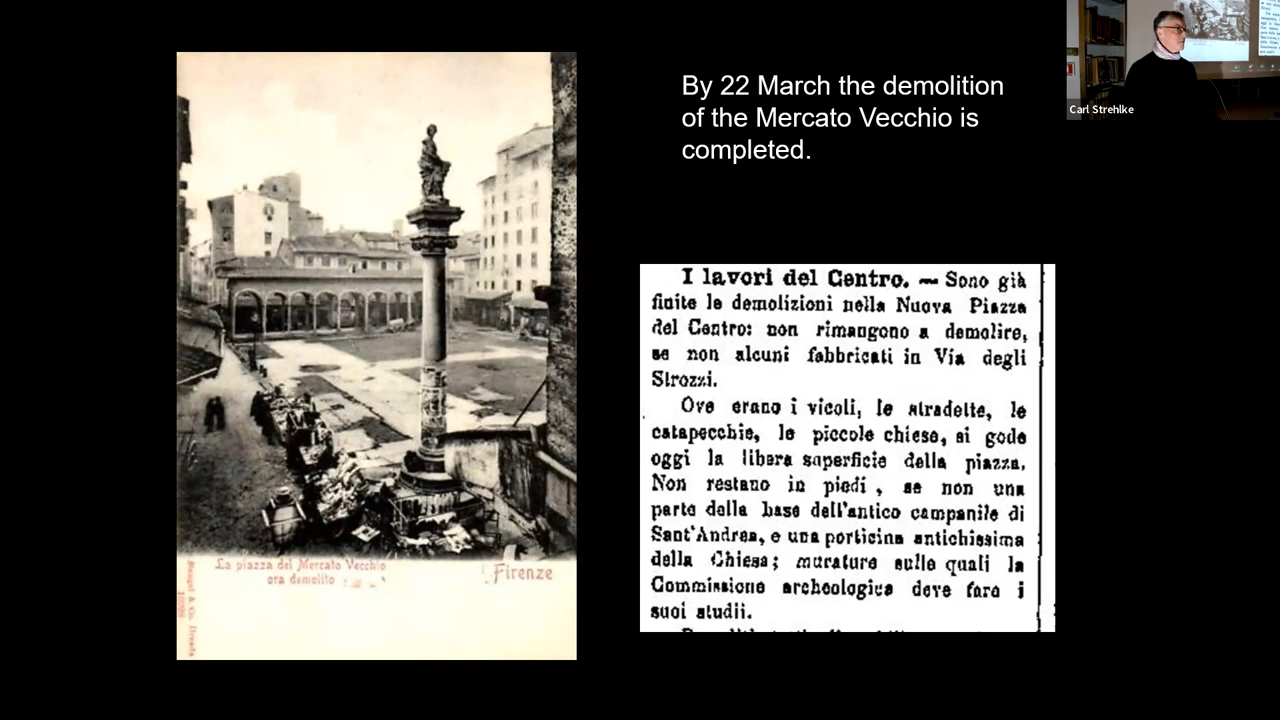 By 22 March the demolition
of the Mercato Vecchio is
completed.
Carl Strehlke
I lavori del Centro. — Sono già
finite le demolizioni nella Nuova Piazza
del Centro: non rimangono a demolire,
se non alcuni fabbricati in Via degli
Strozzi.
Ove erano i vicoli, le stradette, le
catapecchie, le piccole chiese, si gode
oggi la libera superficie della piazza.
Non restano in piedi, se non una
parte della base dell'antico campanile di
Sant'Andrea, e una porticina antichissima
della Chiesa; murature sulle quali la
Commissione archeologica deve fare i
suoi studii.
La piazza del Mercato Vecchio
ora demolito
Firenze
Stengel & Co. Dresda